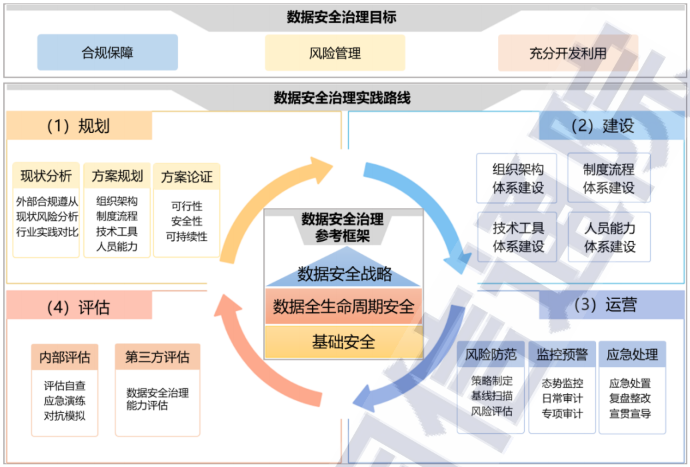 数据安全治理目标
合规保障
风险管理
充分开发利用
数据安全治理实践路线
（1）规划
现状分析
外部合规遵从
现状风险分析
行业实践对比
方案规划
组织架构
制度流程
技术工具
人员能力
方案论证
可行性
安全性
可持续性
（2）建设
组织架构
体系建设
制度流程
体系建设
技术工具
体系建设
人员能力
体系建设
数据安全治理
参考框架
数据安全战略
数据全生命周期安全
基础安全
（4）评估
内部评估
评估自查
应急演练
对抗模拟
第三方评估
数据安全治理
能力评估
（3）运营
风险防范
策略制定
基线扫描
风险评估
监控预警
态势监控
日常审计
专项审计
应急处理
应急处置
复盘整改
宣贯宣导